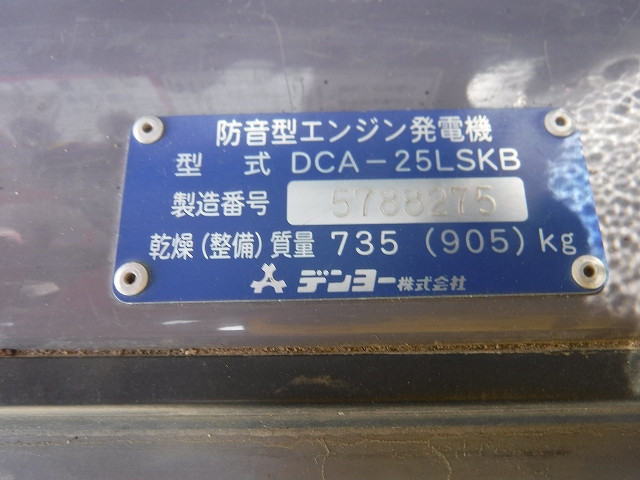 防音型エンジン発電機
型 式 DCA-25LSKB
製造番号 5788275
乾燥(整備)質量 735 (905) kg
デンヨー株式会社